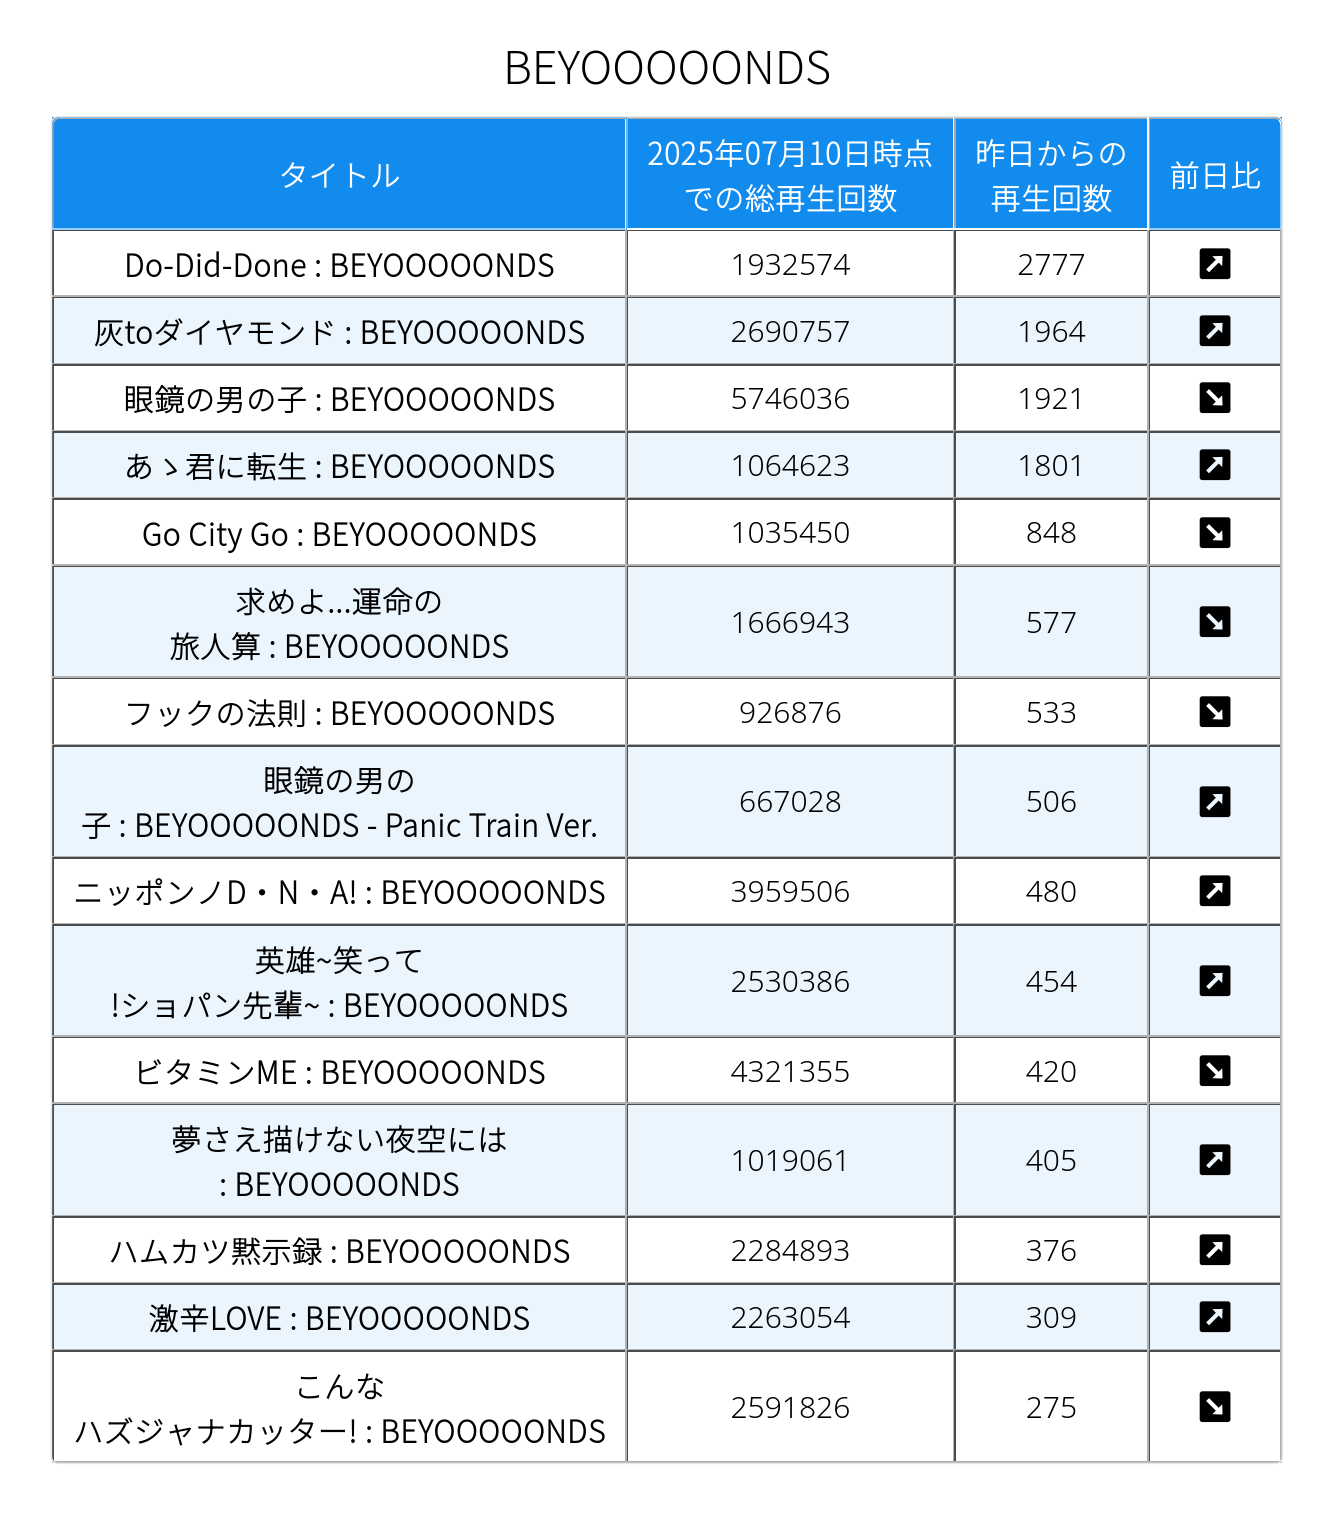 BEYOOOOONDS
タイトル
2025年07月10日時点
での総再生回数
昨日からの
再生回数
前日比
Do-Did-Done : BEYOOOOONDS
1932574
2777
灰toダイヤモンド : BEYOOOOONDS
2690757
1964
眼鏡の男の子 : BEYOOOOONDS
5746036
1921
あゝ君に転生 : BEYOOOOONDS
1064623
1801
Go City Go : BEYOOOOONDS
1035450
848
求めよ...運命の
旅人算 : BEYOOOOONDS
1666943
577
フックの法則 : BEYOOOOONDS
926876
533
眼鏡の男の
子 : BEYOOOOONDS - Panic Train Ver.
667028
506
ニッポンノD・N・A! : BEYOOOOONDS
3959506
480
英雄~笑って
!ショパン先輩~ : BEYOOOOONDS
2530386
454
ビタミンME : BEYOOOOONDS
4321355
420
夢さえ描けない夜空には
: BEYOOOOONDS
1019061
405
ハムカツ黙示録 : BEYOOOOONDS
2284893
376
激辛LOVE : BEYOOOOONDS
2263054
309
こんな
ハズジャナカッター! : BEYOOOOONDS
2591826
275